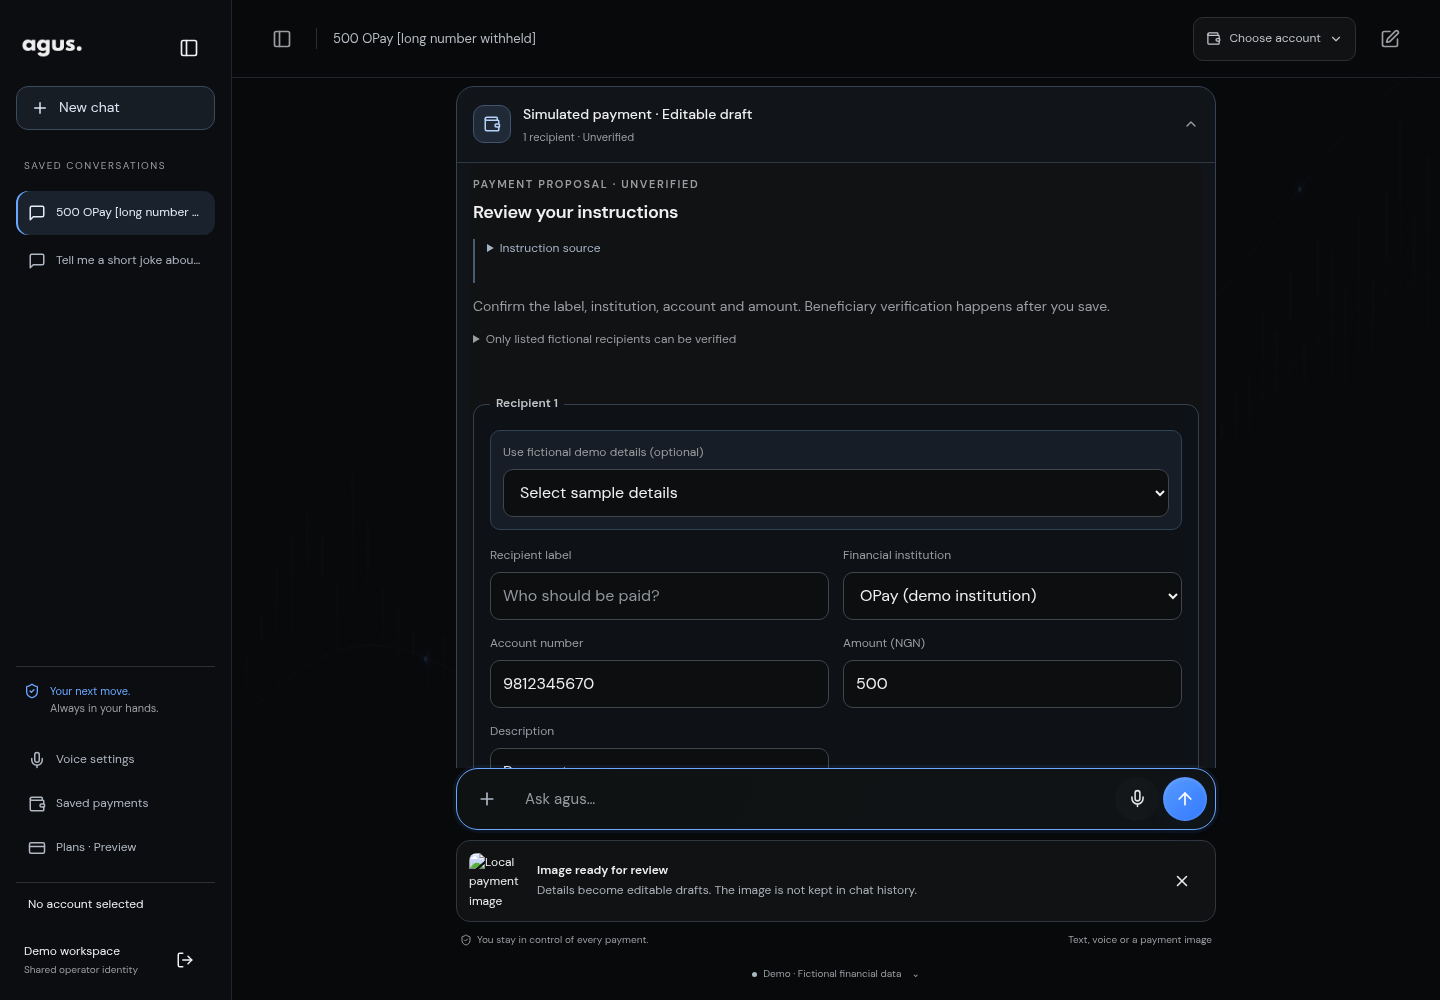 agus.
500 OPay [long number withheld]
Choose account
New chat
SAVED CONVERSATIONS
500 OPay [long number ...
Tell me a short joke abou...
Simulated payment · Editable draft
1 recipient · Unverified
PAYMENT PROPOSAL · UNVERIFIED
Review your instructions
Instruction source
Confirm the label, institution, account and amount. Beneficiary verification happens after you save.
Only listed fictional recipients can be verified
Recipient 1
Use fictional demo details (optional)
Select sample details
Recipient label
Financial institution
Who should be paid?
OPay (demo institution)
Account number
Amount (NGN)
9812345670
500
Description
Ask agus...
Local
payment
image
Image ready for review
Details become editable drafts. The image is not kept in chat history.
You stay in control of every payment.
Text, voice or a payment image
Demo · Fictional financial data
Your next move.
Always in your hands.
Voice settings
Saved payments
Plans · Preview
No account selected
Demo workspace
Shared operator identity